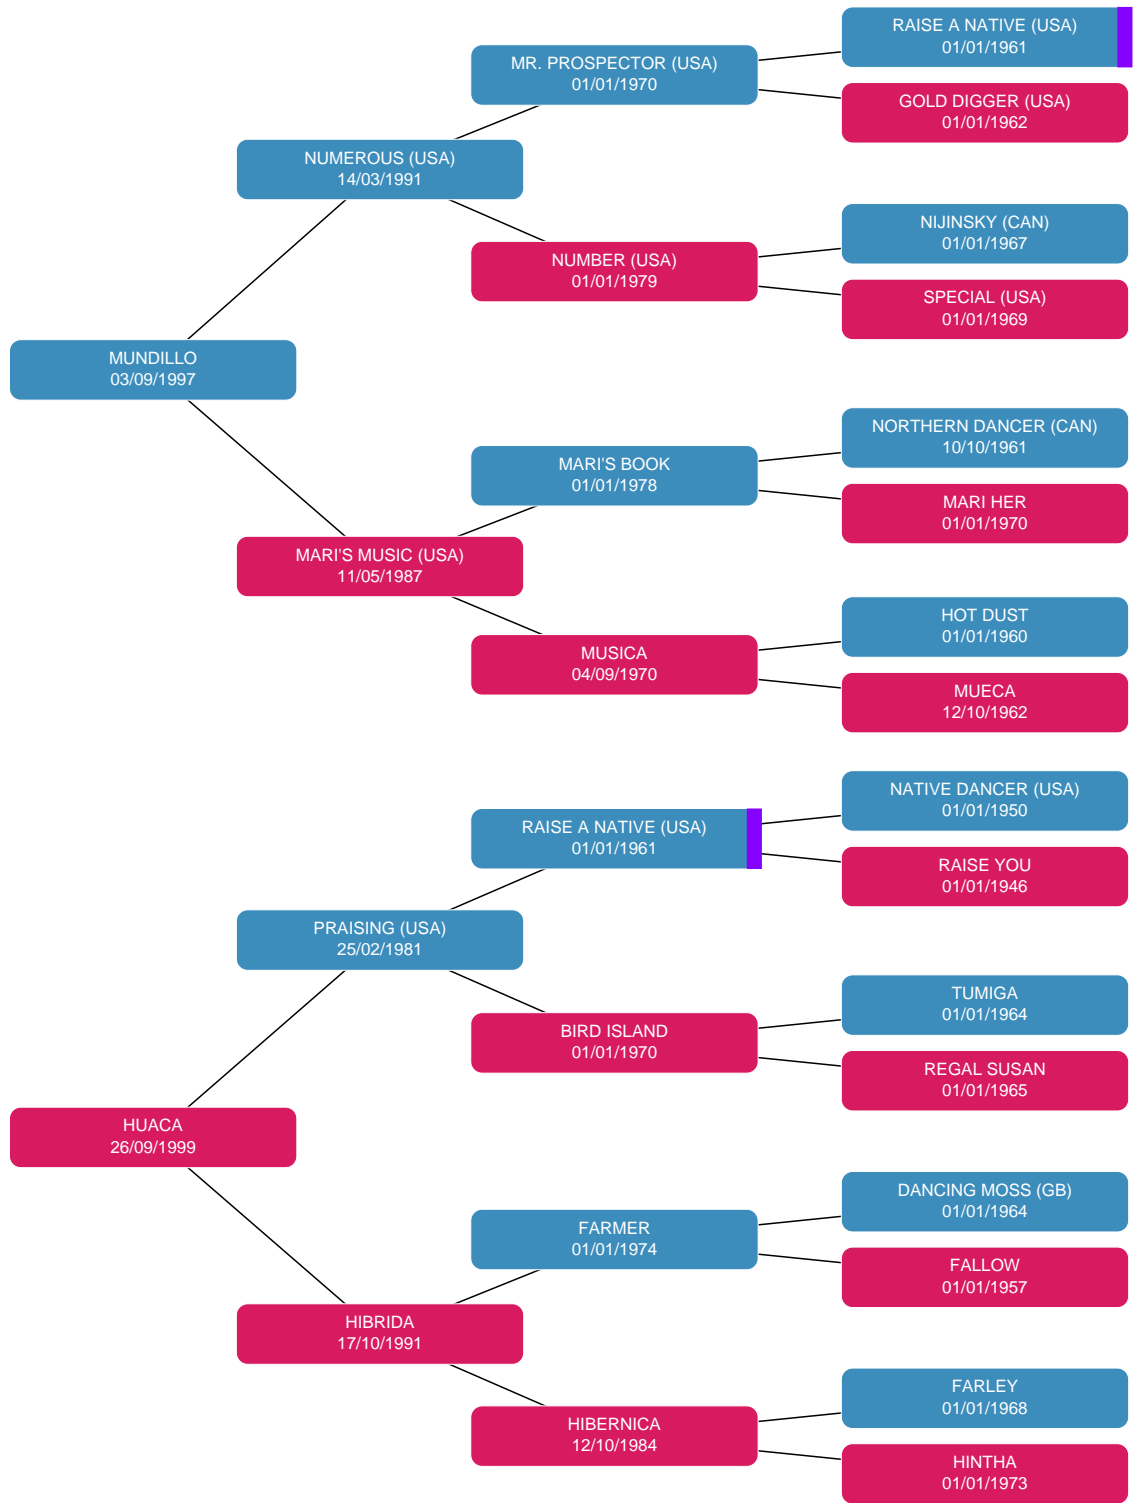 RAISE A NATIVE (USA)
01/01/1961
MR. PROSPECTOR (USA)
01/01/1970
GOLD DIGGER (USA)
01/01/1962
NUMEROUS (USA)
14/03/1991
NIJINSKY (CAN)
01/01/1967
NUMBER (USA)
01/01/1979
SPECIAL (USA)
01/01/1969
MUNDILLO
03/09/1997
NORTHERN DANCER (CAN)
10/10/1961
MARI'S BOOK
01/01/1978
MARI HER
01/01/1970
MARI'S MUSIC (USA)
11/05/1987
HOT DUST
01/01/1960
MUSICA
04/09/1970
MUECA
12/10/1962
NATIVE DANCER (USA)
01/01/1950
RAISE A NATIVE (USA)
01/01/1961
RAISE YOU
01/01/1946
PRAISING (USA)
25/02/1981
TUMIGA
01/01/1964
BIRD ISLAND
01/01/1970
REGAL SUSAN
01/01/1965
HUACA
26/09/1999
DANCING MOSS (GB)
01/01/1964
FARMER
01/01/1974
FALLOW
01/01/1957
HIBRIDA
17/10/1991
FARLEY
01/01/1968
HIBERNICA
12/10/1984
HINTHA
01/01/1973